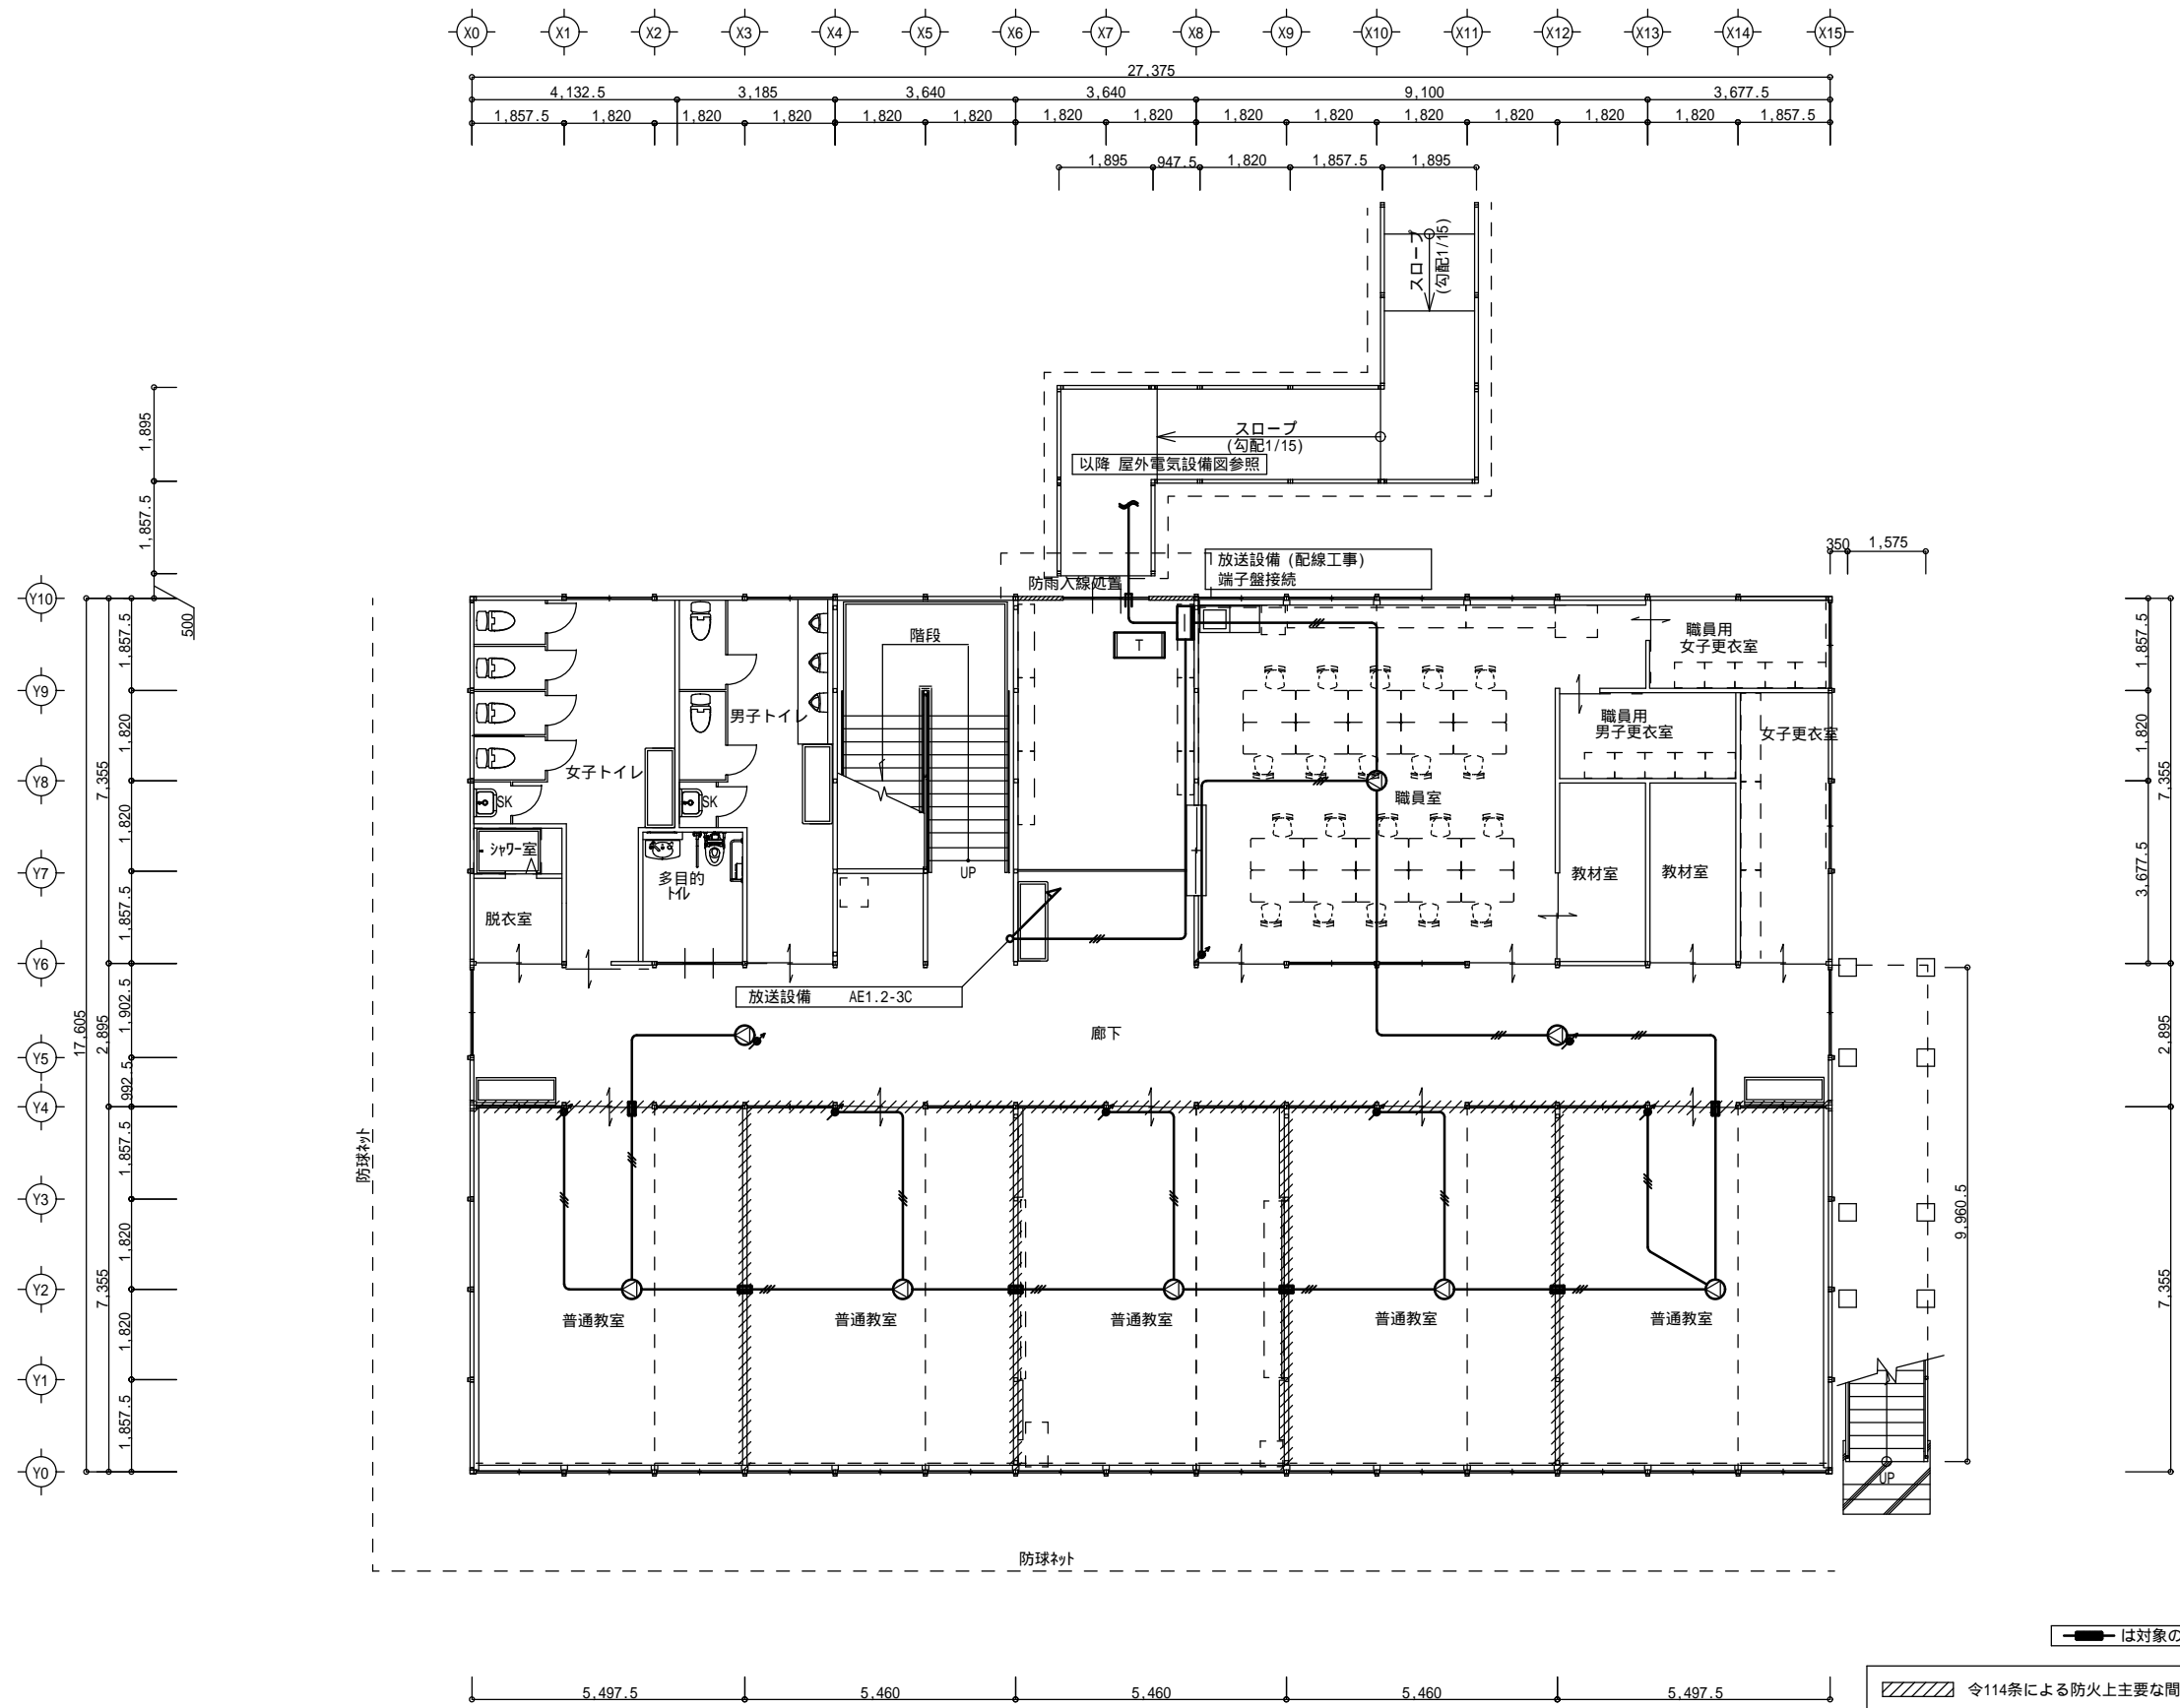 X0 X1 X2 X3 X4 X5 X6 X7 X8 X9 X10 X11 X12 X13 X14 X15
27,375
4,132.5 3,185 3,640 3,640 9,100 3,677.5
1,857.5 1,820 1,820 1,820 1,820 1,820 1,820 1,820 1,820 1,820 1,820 1,820 1,820 1,820 1,857.5
1,895 947.5 1,820 1,857.5 1,895
スロープ
(勾配1/15)
スロープ
(勾配1/15)
以降 屋外電気設備図参照
1,895
1,857.5
500
350 1,575
放送設備 (配線工事)
端子盤接続
防雨入線処置
Y10
Y9
Y8
Y7
Y6
Y5
Y4
Y3
Y2
Y1
Y0
17,605
7,355
2,895
7,355
1,857.5
1,820
1,820
1,857.5
1,902.5
992.5
1,857.5
1,820
1,820
1,857.5
階段
T
職員用
女子更衣室
男子トイレ
職員用
男子更衣室
女子更衣室
女子トイレ
SK
SK
職員室
シャワー室
多目的
トイレ
UP
教材室
教材室
脱衣室
放送設備 AE1.2-3C
廊下
普通教室
普通教室
普通教室
普通教室
普通教室
防球ネット
防球ネット
UP
1,857.5
1,820
3,677.5
7,355
2,895
7,355
9,960.5
は対象の
令114条による防火上主要な間
5,497.5 5,460 5,460 5,460 5,497.5